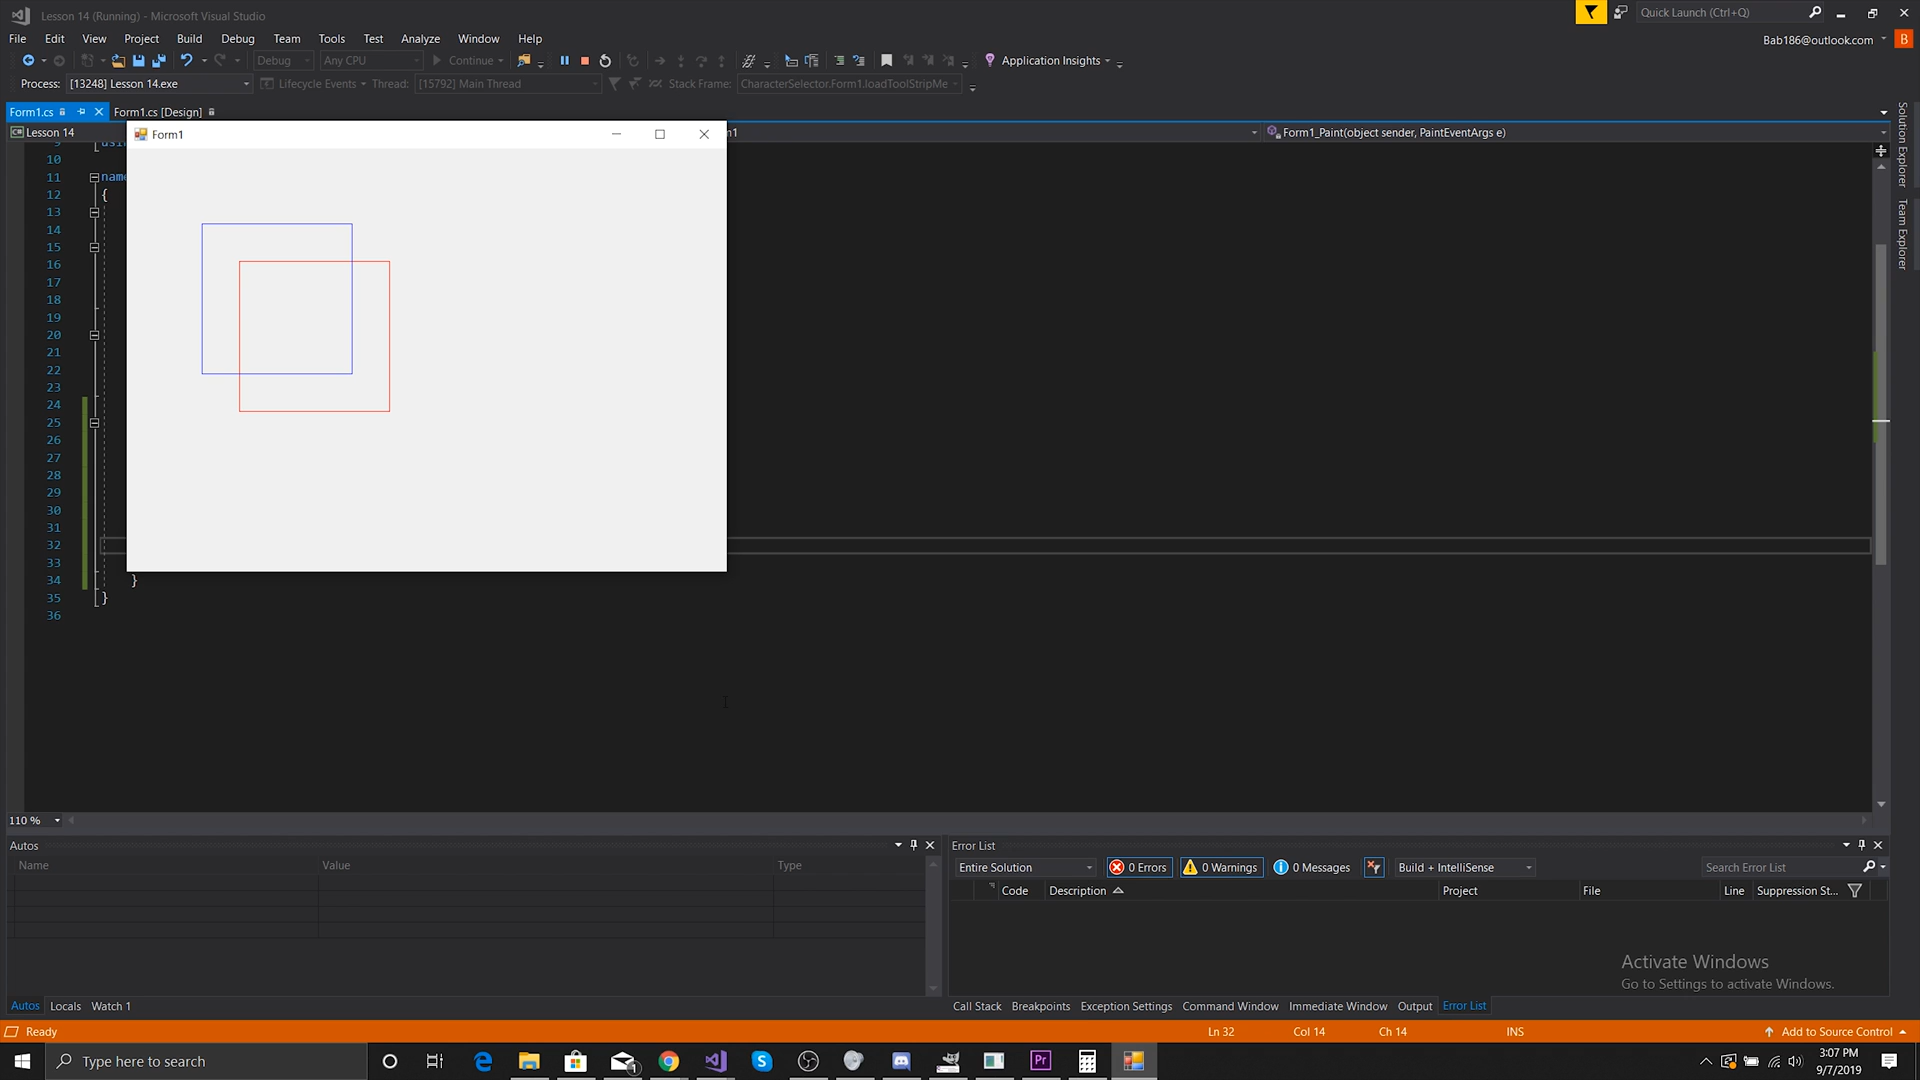 Lesson 14 (Running) - Microsoft Visual Studio
Quick Launch (Ctrl+Q)
File Edit View Project Build Debug Team Tools Test Analyze Window Help
Bab186@outlook.com B
Debug Any CPU Continue Application Insights
Process: [13248] Lesson 14.exe Lifecycle Events Thread: [15792] Main Thread Stack Frame: CharacterSelector.Form1.loadToolStripMe
Form1.cs Form1.cs [Design]
Lesson 14
Form1_Paint(object sender, PaintEventArgs e)
Form1
9
10
11 name
12 {
13
14
15
16
17
18
19
20
21
22
23
24
25
26
27
28
29
30
31
32
33
34 }
35 }
36
110 %
Autos
Name Value Type
Autos Locals Watch 1
Error List
Entire Solution 0 Errors 0 Warnings 0 Messages Build + IntelliSense Search Error List
Code Description Project File Line Suppression St...
Activate Windows
Go to Settings to activate Windows.
Call Stack Breakpoints Exception Settings Command Window Immediate Window Output Error List
Ready Ln 32 Col 14 Ch 14 INS Add to Source Control
Type here to search
3:07 PM
9/7/2019